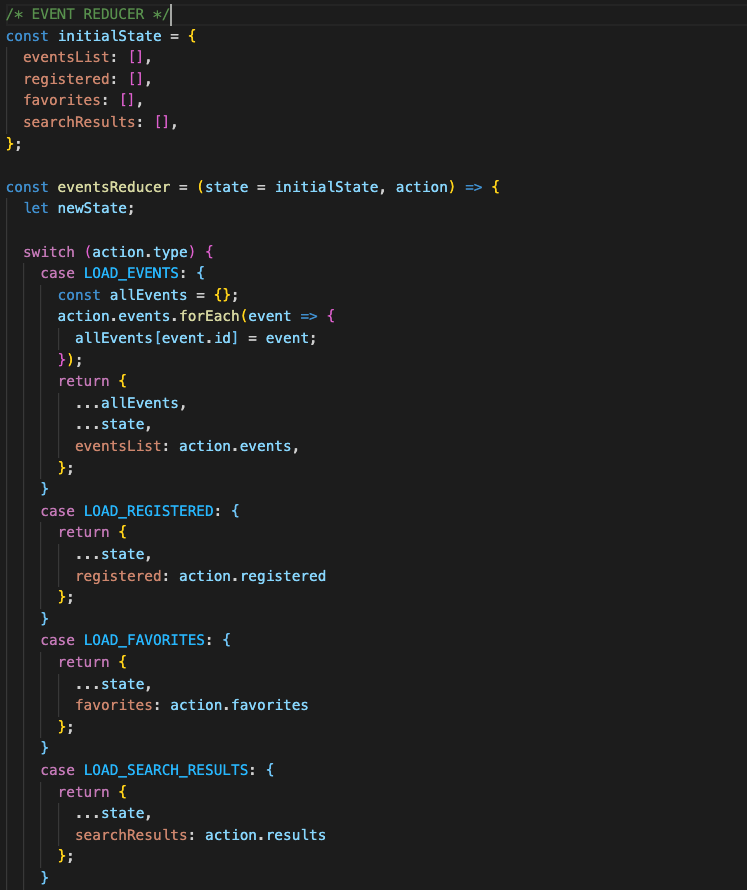 /* EVENT REDUCER */
const initialState = {
  eventsList: [],
  registered: [],
  favorites: [],
  searchResults: [],
};

const eventsReducer = (state = initialState, action) => {
  let newState;

  switch (action.type) {
    case LOAD_EVENTS: {
      const allEvents = {};
      action.events.forEach(event => {
        allEvents[event.id] = event;
      });
      return {
        ...allEvents,
        ...state,
        eventsList: action.events,
      };
    }
    case LOAD_REGISTERED: {
      return {
        ...state,
        registered: action.registered
      };
    }
    case LOAD_FAVORITES: {
      return {
        ...state,
        favorites: action.favorites
      };
    }
    case LOAD_SEARCH_RESULTS: {
      return {
        ...state,
        searchResults: action.results
      };
    }